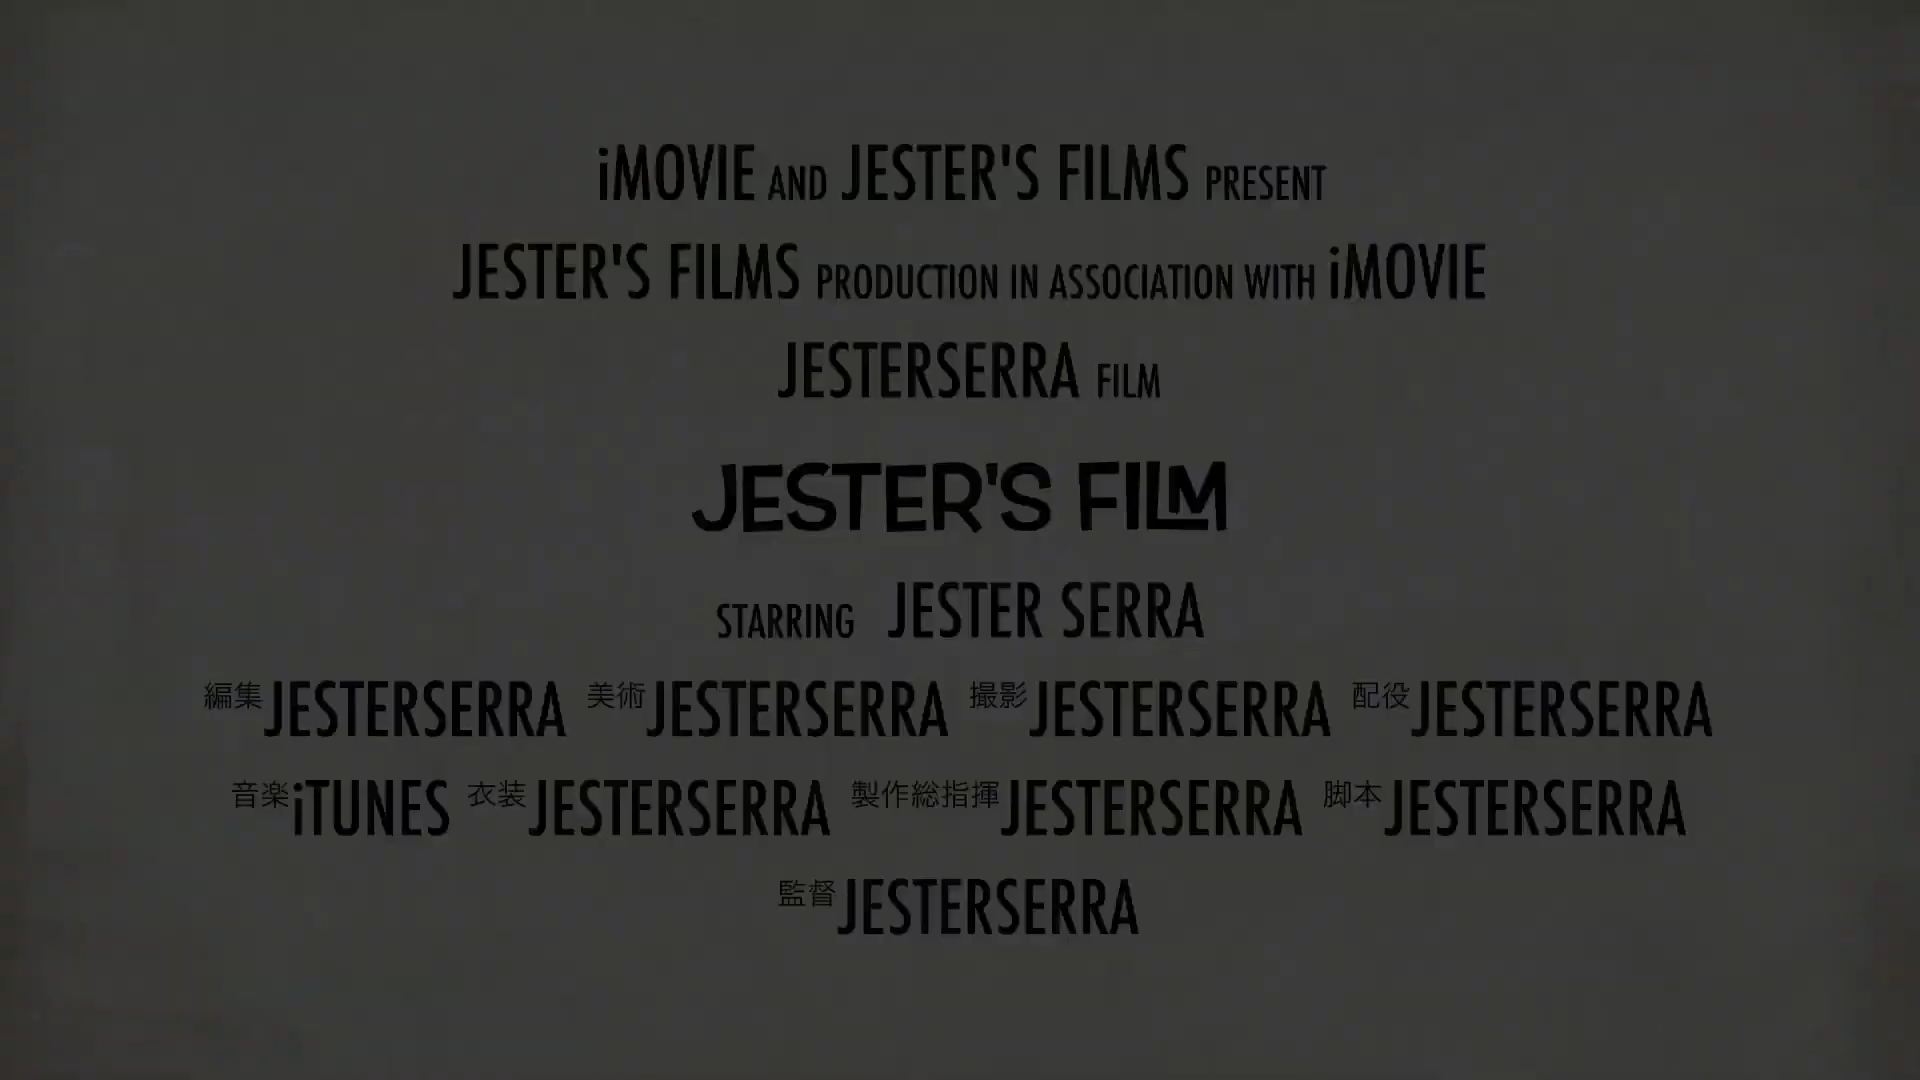 iMOVIE AND JESTER'S FILMS PRESENT
JESTER'S FILMS PRODUCTION IN ASSOCIATION WITH iMOVIE
JESTERSERRA FILM
JESTER'S FILM
STARRING JESTER SERRA
編集JESTERSERRA 美術JESTERSERRA 撮影JESTERSERRA 配役JESTERSERRA
音楽iTUNES 衣装JESTERSERRA 製作総指揮JESTERSERRA 脚本JESTERSERRA
監督JESTERSERRA